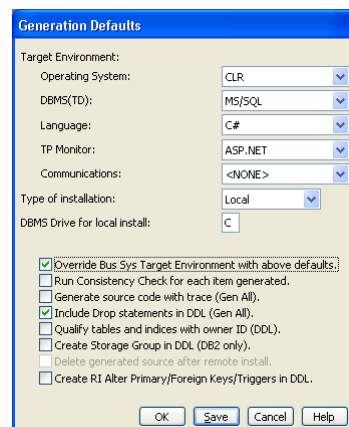 Generation Defaults
Target Environment:
Operating System: CLR
DBMS(TD): MS/SQL
Language: C#
TP Monitor: ASP.NET
Communications: <NONE>
Type of installation: Local
DBMS Drive for local install: C
Override Bus Sys Target Environment with above defaults.
Run Consistency Check for each item generated.
Generate source code with trace (Gen All).
Include Drop statements in DDL (Gen All).
Qualify tables and indices with owner ID (DDL).
Create Storage Group in DDL (DB2 only).
Delete generated source after remote install.
Create RI Alter Primary/Foreign Keys/Triggers in DDL.
OK Save Cancel Help